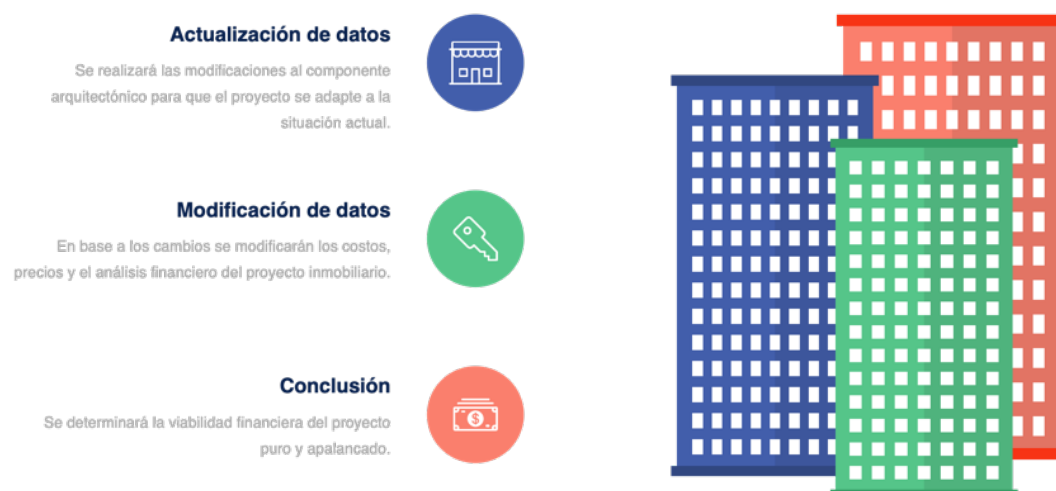 Actualización de datos
Se realizará las modificaciones al componente
arquitectónico para que el proyecto se adapte a la
situación actual.
Modificación de datos
En base a los cambios se modificarán los costos,
precios y el análisis financiero del proyecto inmobiliario.
Conclusión
Se determinará la viabilidad financiera del proyecto
puro y apalancado.
$